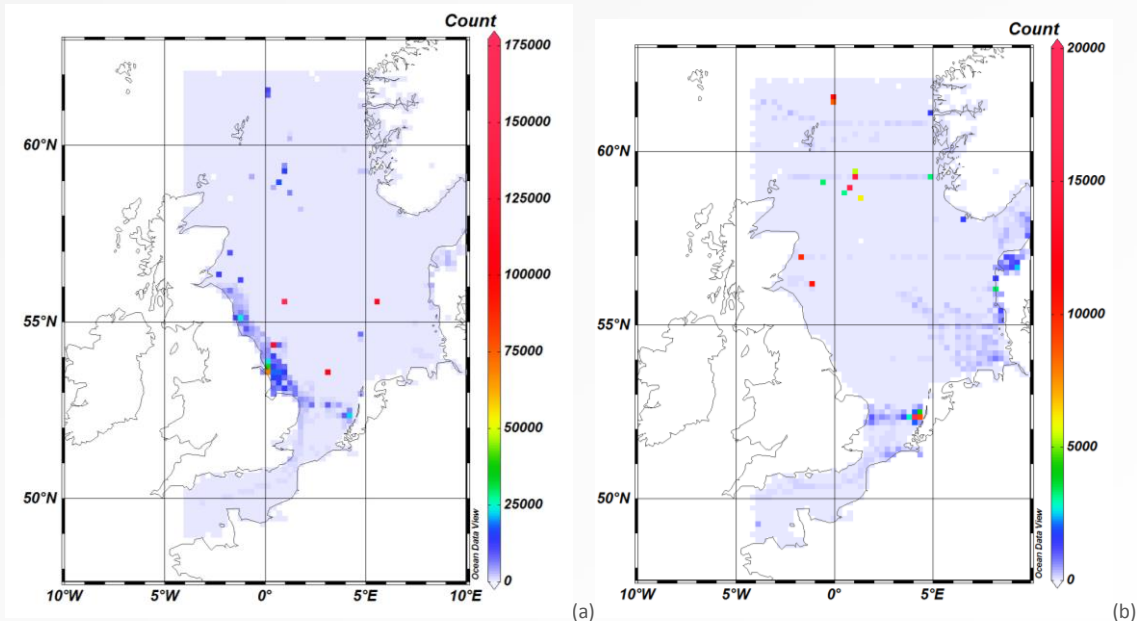 Count
175000
150000
125000
100000
75000
50000
25000
0
60°N
55°N
50°N
10°W
5°W
0°
5°E
10°E
Ocean Data View
(a)
Count
20000
15000
10000
5000
0
60°N
55°N
50°N
10°W
5°W
0°
5°E
Ocean Data View
(b)